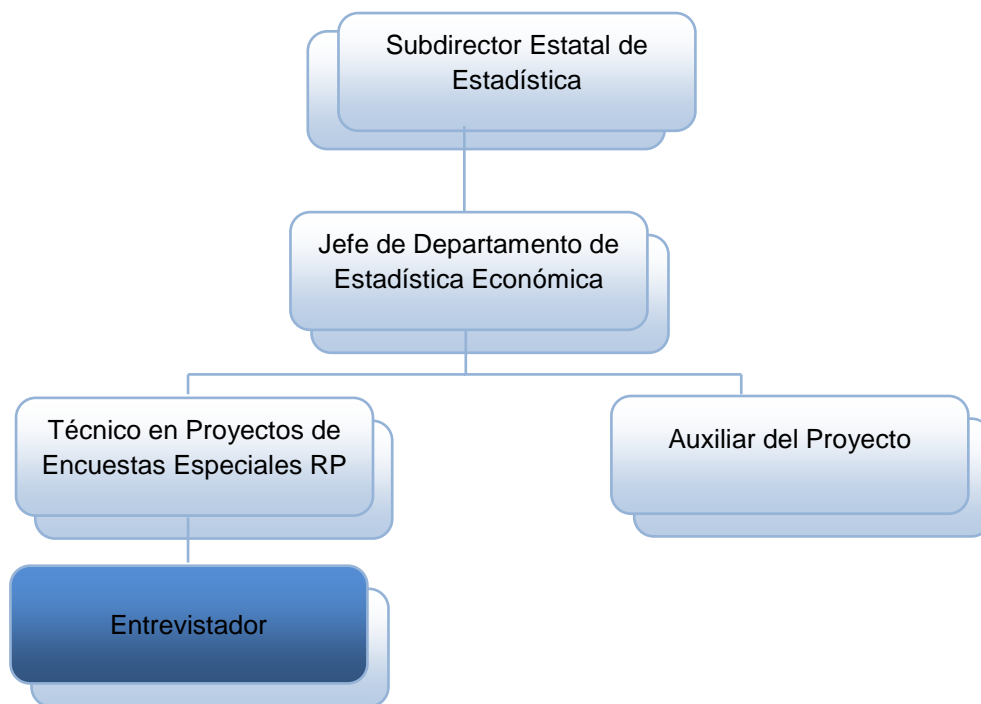 Subdirector Estatal de
Estadística
Jefe de Departamento de
Estadística Económica
Técnico en Proyectos de
Encuestas Especiales RP
Auxiliar del Proyecto
Entrevistador